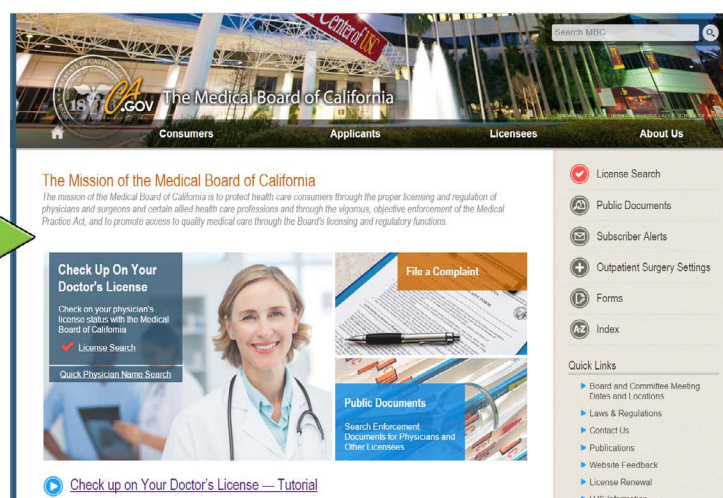 Center of USC
Search MBC
CA
.GOV
The Medical Board of California
Consumers
Applicants
Licensees
About Us
The Mission of the Medical Board of California
The mission of the Medical Board of California is to protect health care consumers through the proper licensing and regulation of
physicians and surgeons and certain allied health care professions and through the vigorous, objective enforcement of the Medical
Practice Act, and to promote access to quality medical care through the Board's licensing and regulatory functions.
Check Up On Your
Doctor's License
Check on your physician's
license status with the Medical
Board of California
License Search
Quick Physician Name Search
File a Complaint
Public Documents
Search Enforcement
Documents for Physicians and
Other Licensees
Check up on Your Doctor's License — Tutorial
License Search
Public Documents
Subscriber Alerts
Outpatient Surgery Settings
Forms
A-Z
Index
Quick Links
Board and Committee Meeting
Dates and Locations
Laws & Regulations
Contact Us
Publications
Website Feedback
License Renewal